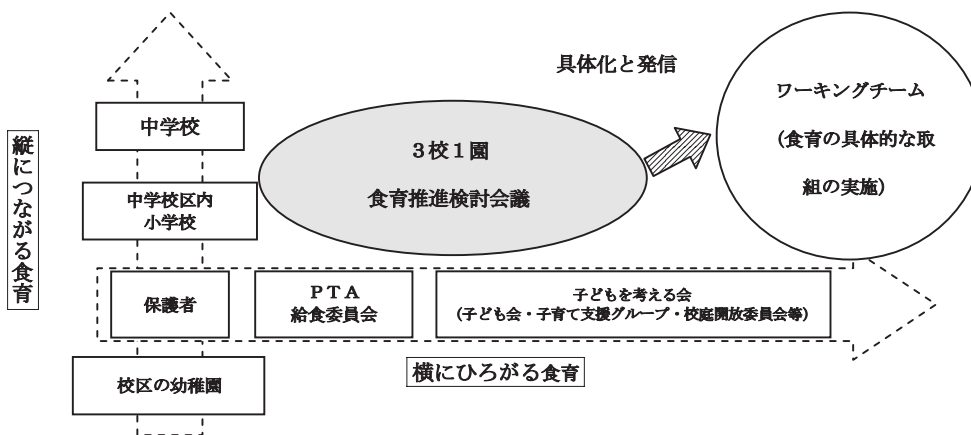 具体化と発信
ワーキングチーム
(食育の具体的な取
組の実施)
縦につながる食育
中学校
３校１園
食育推進検討会議
中学校区内
小学校
保護者
ＰＴＡ
給食委員会
子どもを考える会
(子ども会・子育て支援グループ・校庭開放委員会等)
横にひろがる食育
校区の幼稚園